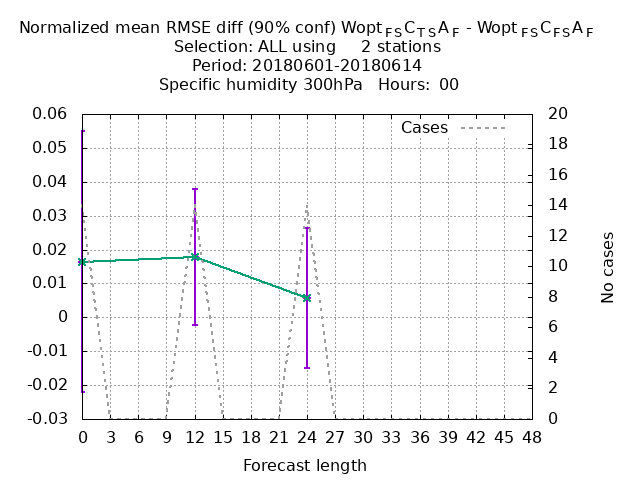 Normalized mean RMSE diff (90% conf) Wopt FS C T S A F - Wopt FS C F S A F
Selection: ALL using 2 stations
Period: 20180601-20180614
Specific humidity 300hPa Hours: 00
Cases
0.06
0.05
0.04
0.03
0.02
0.01
0
-0.01
-0.02
-0.03
20
18
16
14
12
10
8
6
4
2
0
No cases
0 3 6 9 12 15 18 21 24 27 30 33 36 39 42 45 48
Forecast length